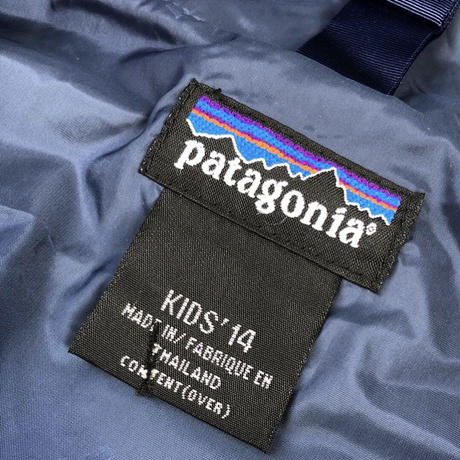 patagonia®
KIDS'14
MADE IN/FABRIQUE EN
THAILAND
CONTENT(OVER)